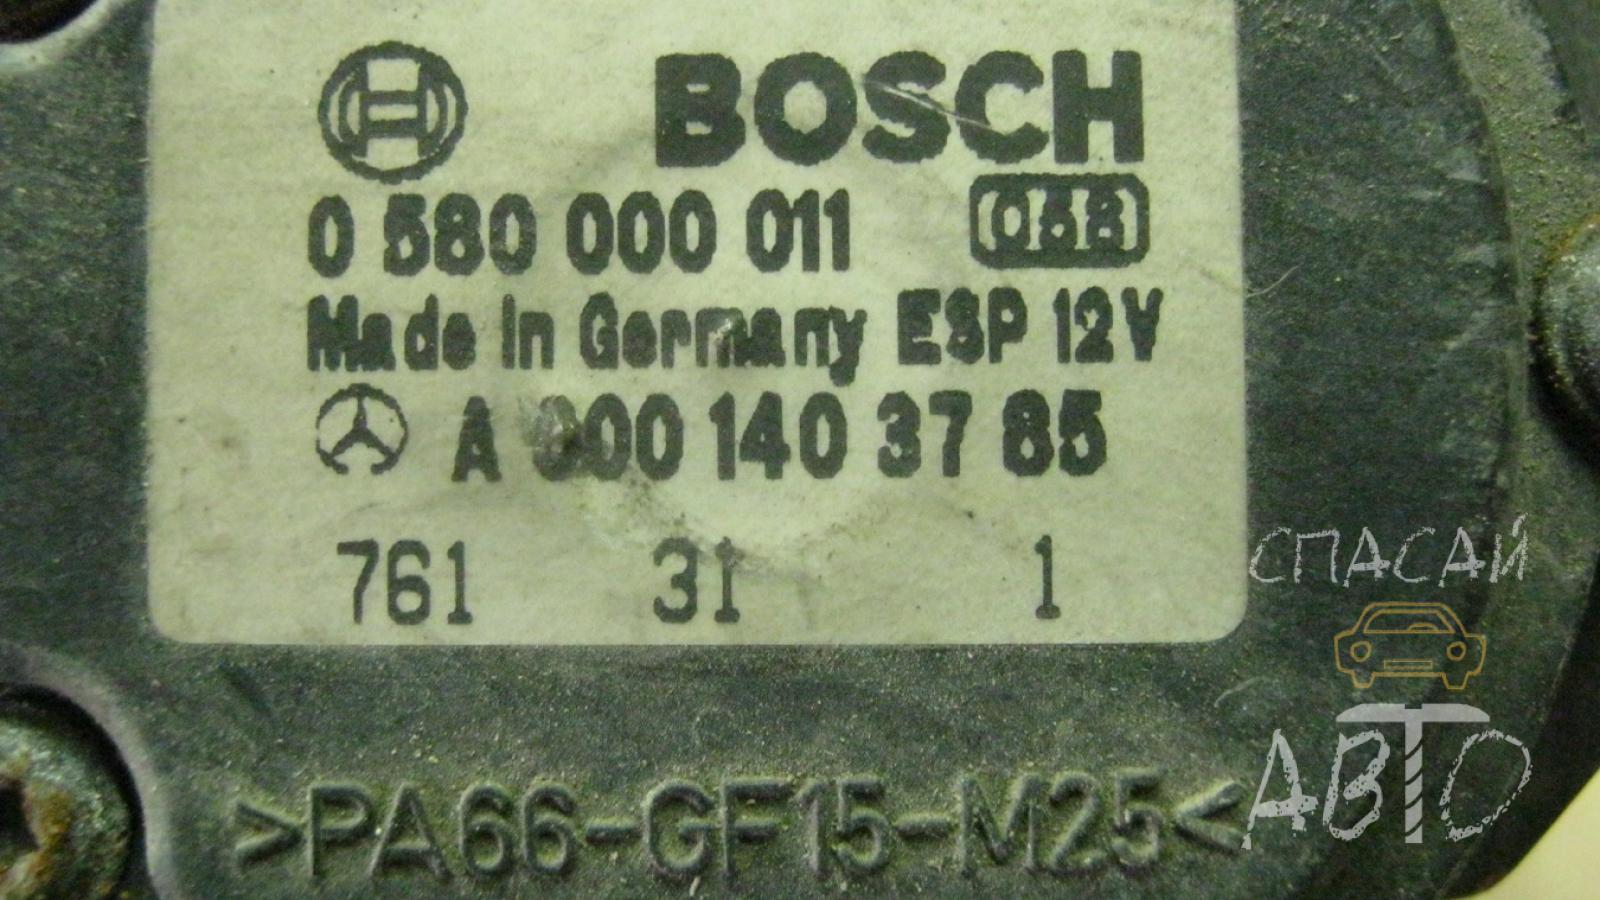 BOSCH
0 580 000 011
Made in Germany ESP 12V
A 000 140 37 85
761 31 1
>PA66-GF15-M25<
СПАСАЙ
АВТО